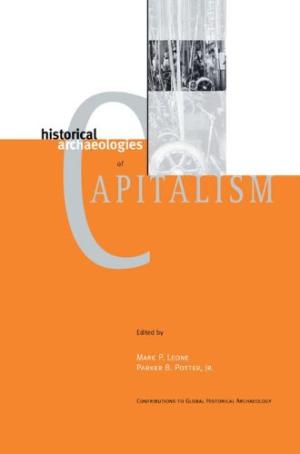 historical
archaeologies
of
CAPITALISM
Edited by
MARK P. LEONE
PARKER B. POTTER, JR.
CONTRIBUTIONS TO GLOBAL HISTORICAL ARCHAEOLOGY